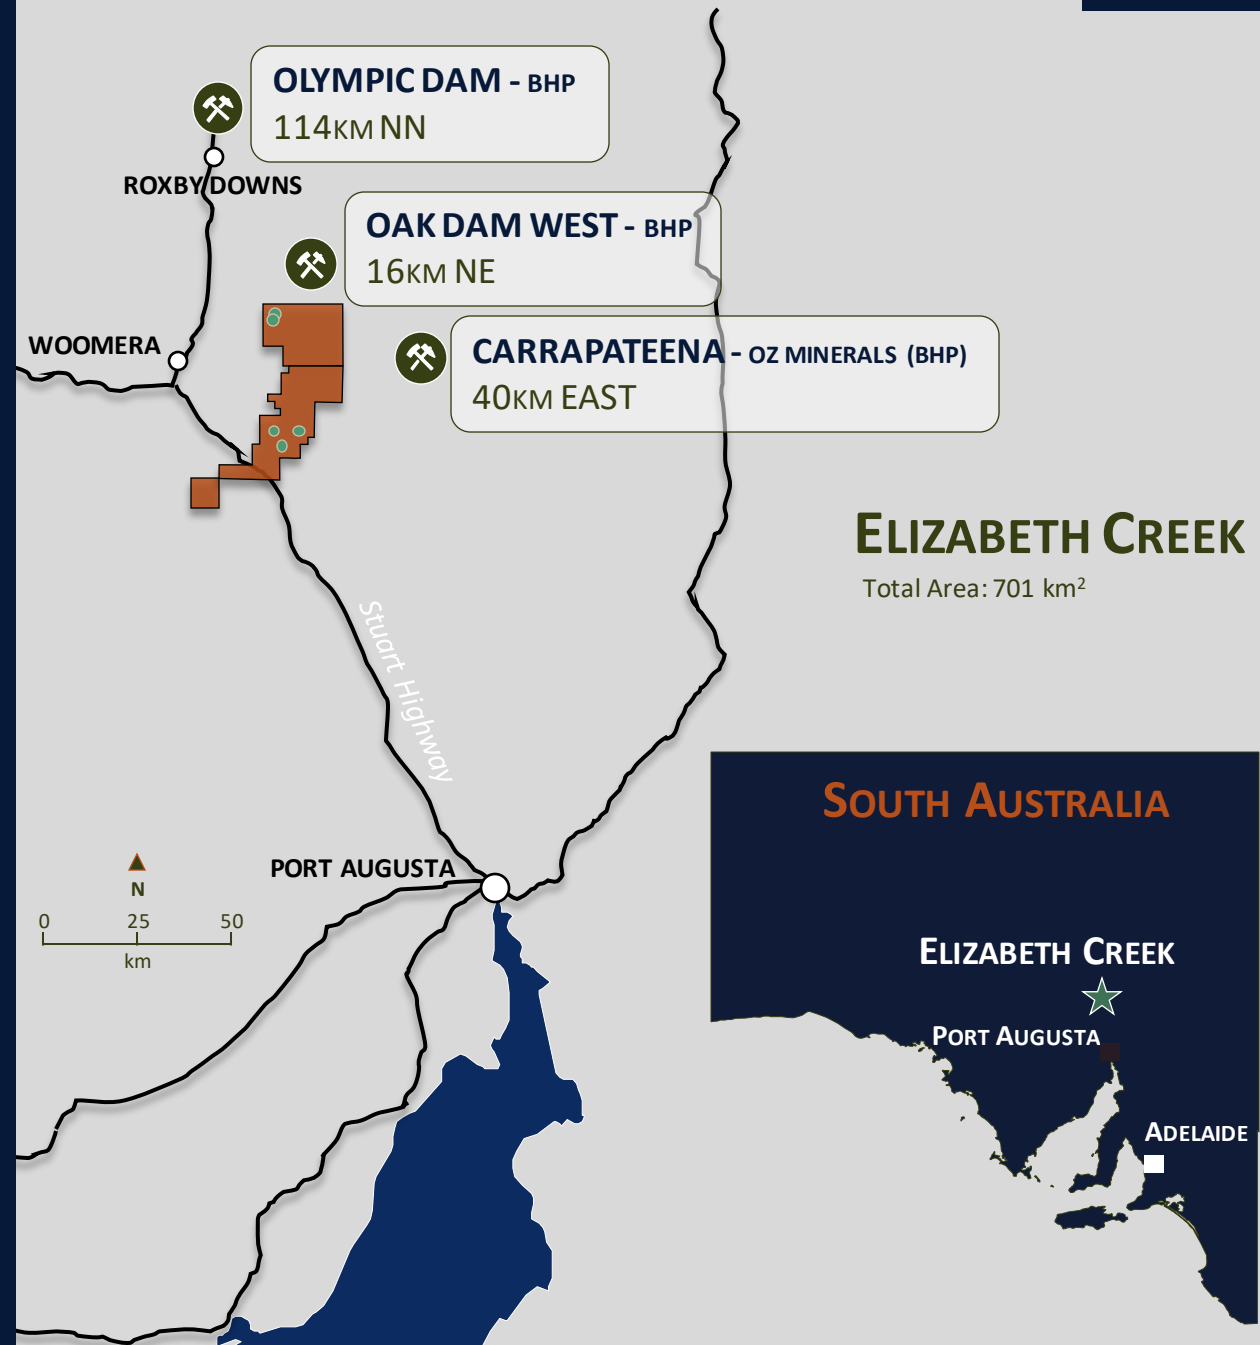 OLYMPIC DAM - BHP
114KM NN
ROXBY DOWNS
OAK DAM WEST - BHP
16KM NE
WOOMERA
CARRAPATEENA - OZ MINERALS (BHP)
40KM EAST
ELIZABETH CREEK
Total Area: 701 km²
Stuart Highway
SOUTH AUSTRALIA
PORT AUGUSTA
N
0 25 50
km
ELIZABETH CREEK
PORT AUGUSTA
ADELAIDE